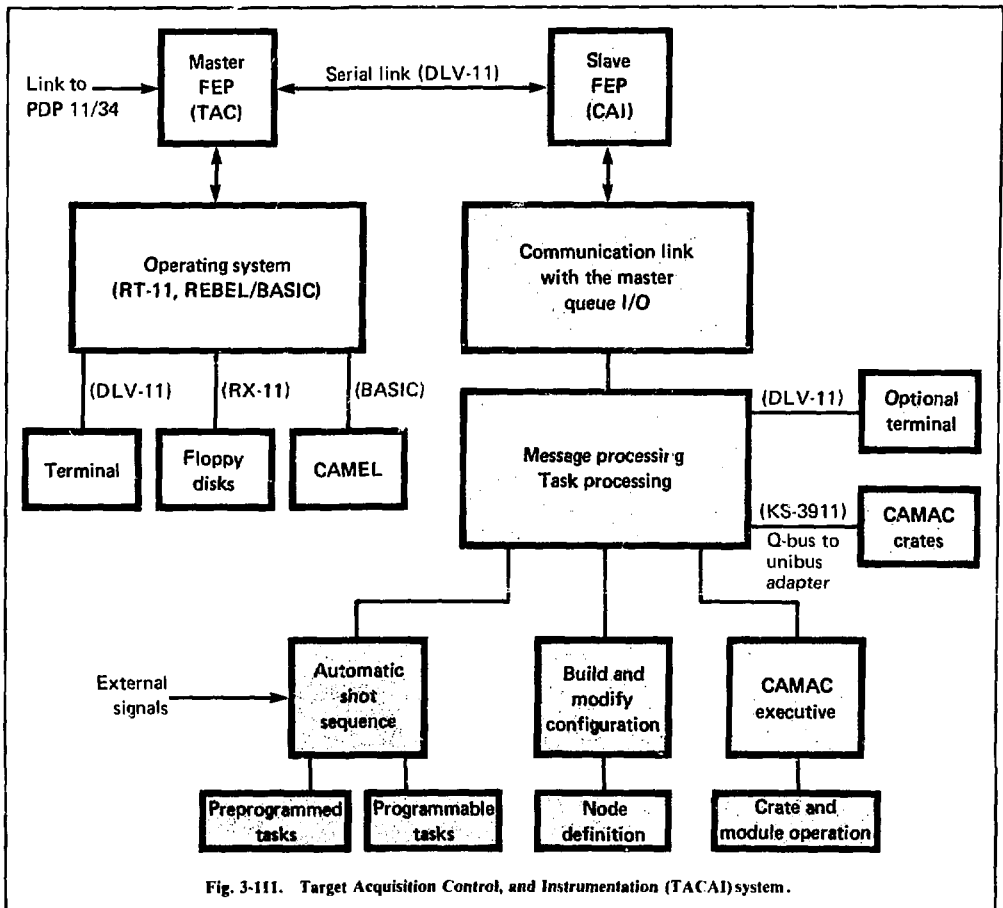 Master
FEP
(TAC)
Serial link (DLV-11)
Slave
FEP
(CAI)
Link to
PDP 11/34
Operating system
(RT-11, REBEL/BASIC)
Communication link
with the master
queue I/O
(DLV-11)
(RX-11)
(BASIC)
Terminal
Floppy
disks
CAMEL
Message processing
Task processing
(DLV-11)
Optional
terminal
(KS-3911)
Q-bus to
unibus
adapter
CAMAC
crates
External
signals
Automatic
shot
sequence
Build and
modify
configuration
CAMAC
executive
Preprogrammed
tasks
Programmable
tasks
Node
definition
Crate and
module operation
Fig. 3-111. Target Acquisition Control, and Instrumentation (TACAI) system.